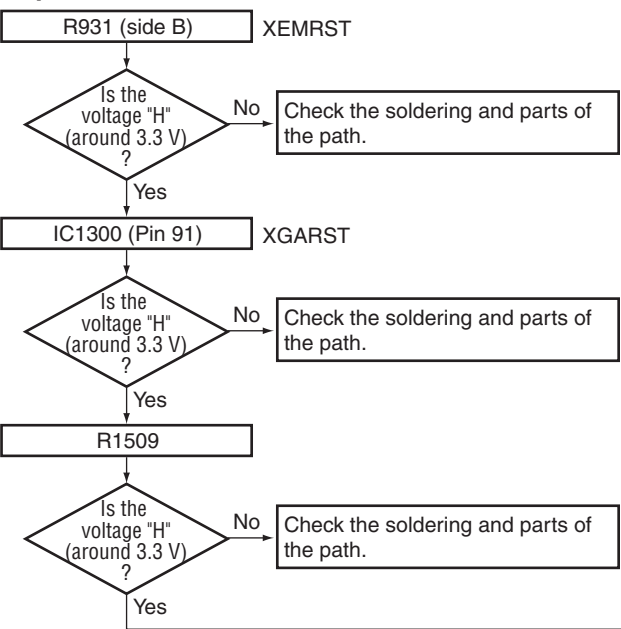 R931 (side B)
XEMRST
Is the
voltage "H"
(around 3.3 V)
?
No
Check the soldering and parts of
the path.
Yes
IC1300 (Pin 91)
XGARST
Is the
voltage "H"
(around 3.3 V)
?
No
Check the soldering and parts of
the path.
Yes
R1509
Is the
voltage "H"
(around 3.3 V)
?
No
Check the soldering and parts of
the path.
Yes